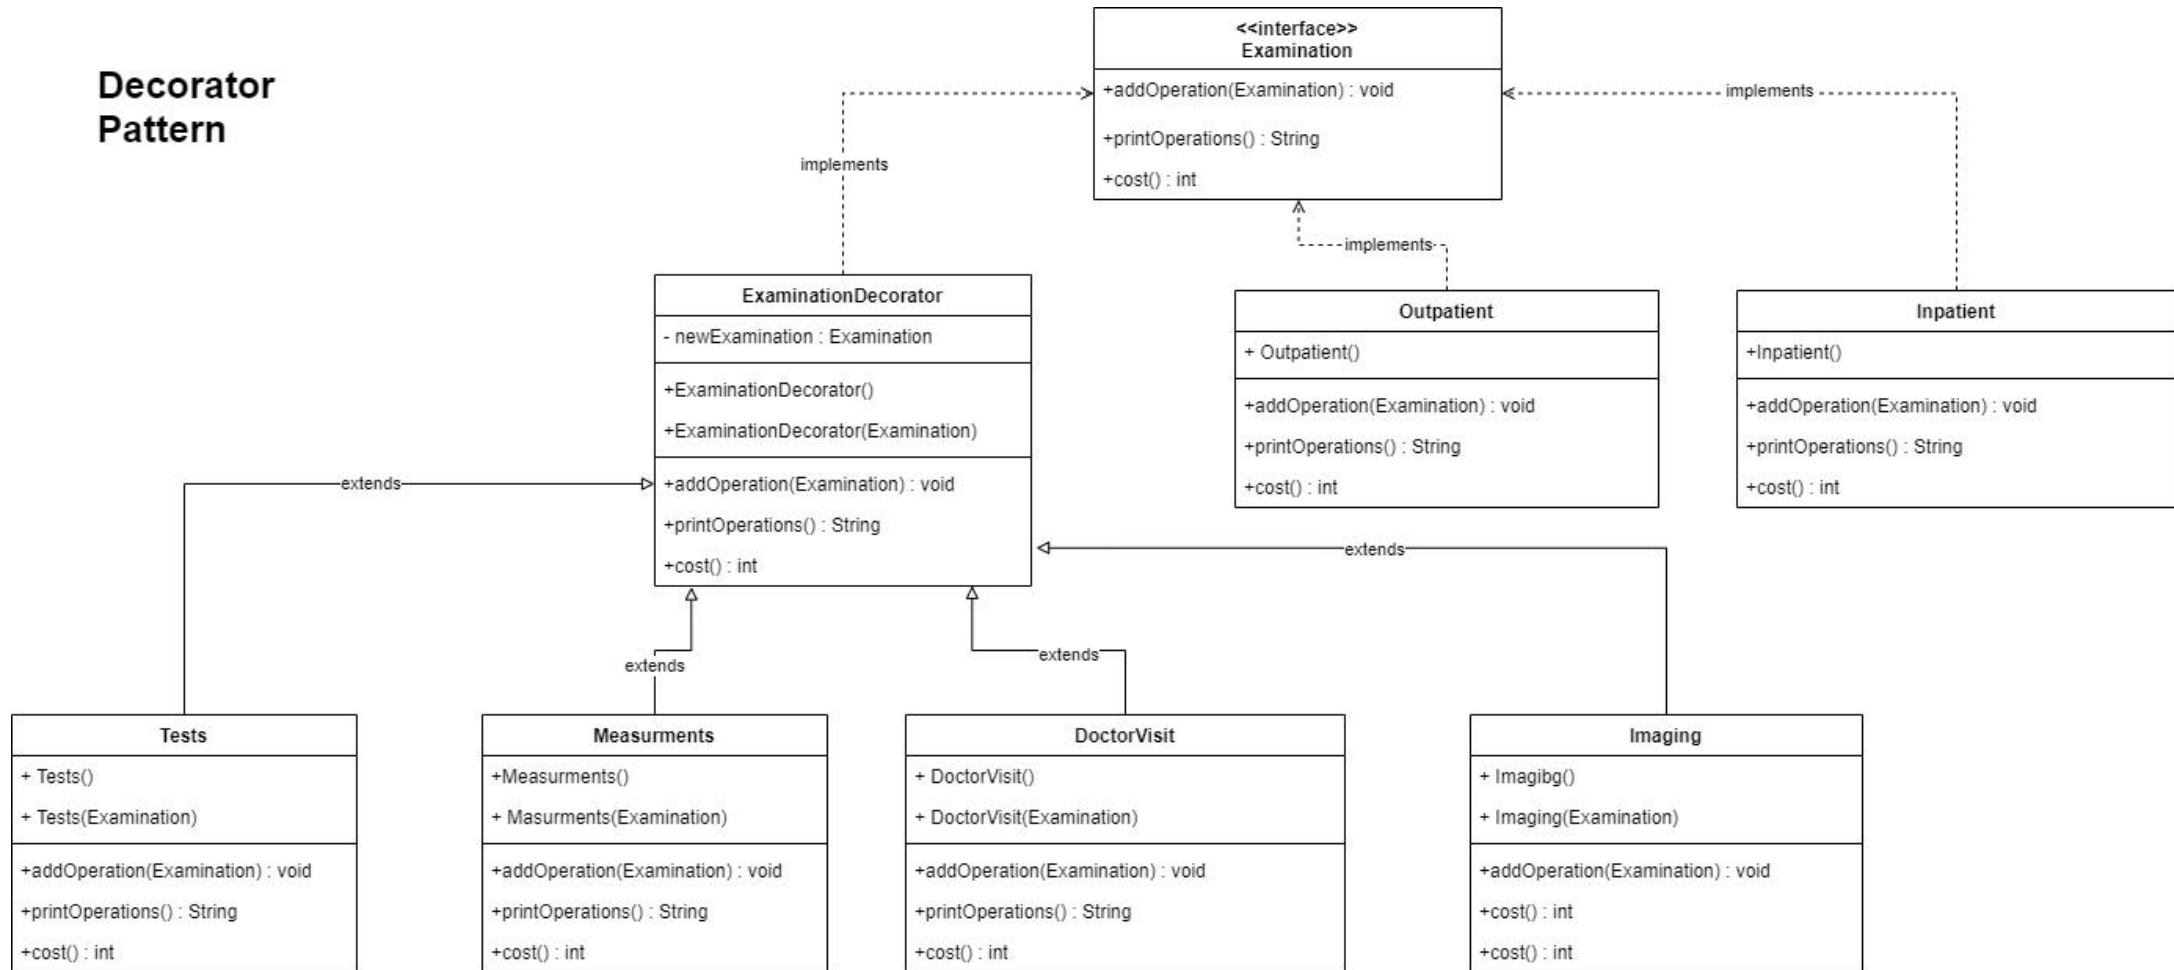 Decorator
Pattern
<<interface>>
Examination
+addOperation(Examination) : void
+printOperations() : String
+cost() : int
implements
implements
implements
ExaminationDecorator
- newExamination : Examination
+ExaminationDecorator()
+ExaminationDecorator(Examination)
+addOperation(Examination) : void
+printOperations() : String
+cost() : int
Outpatient
+ Outpatient()
+addOperation(Examination) : void
+printOperations() : String
+cost() : int
Inpatient
+Inpatient()
+addOperation(Examination) : void
+printOperations() : String
+cost() : int
extends
extends
extends
extends
Tests
+ Tests()
+ Tests(Examination)
+addOperation(Examination) : void
+printOperations() : String
+cost() : int
Measurments
+Measurments()
+ Masurments(Examination)
+addOperation(Examination) : void
+printOperations() : String
+cost() : int
DoctorVisit
+ DoctorVisit()
+ DoctorVisit(Examination)
+addOperation(Examination) : void
+printOperations() : String
+cost() : int
Imaging
+ Imagibg()
+ Imaging(Examination)
+addOperation(Examination) : void
+cost() : int
+cost() : int